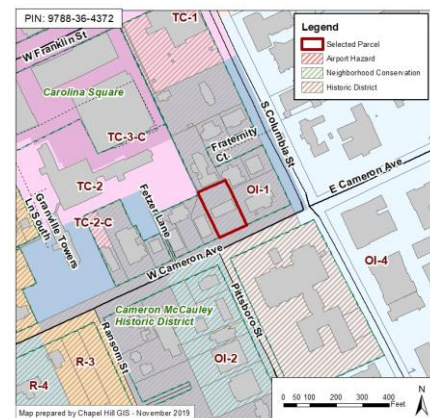 PIN: 9788-36-4372
TC-1
W Franklin St
Legend
Selected Parcel
Airport Hazard
Neighborhood Conservation
Historic District
Carolina Square
TC-3-C
S Columbia St
Fraternity
Ct.
E Cameron Ave
TC-2
OI-1
Granville Towers
Ln South
Fetzer Lane
TC-2-C
W Cameron Ave
OI-4
Cameron McCauley
Historic District
Pittsboro St
Ransom St
R-3
OI-2
R-4
0 50 100 200 300 400
Feet
N
Map prepared by Chapel Hill GIS - November 2019